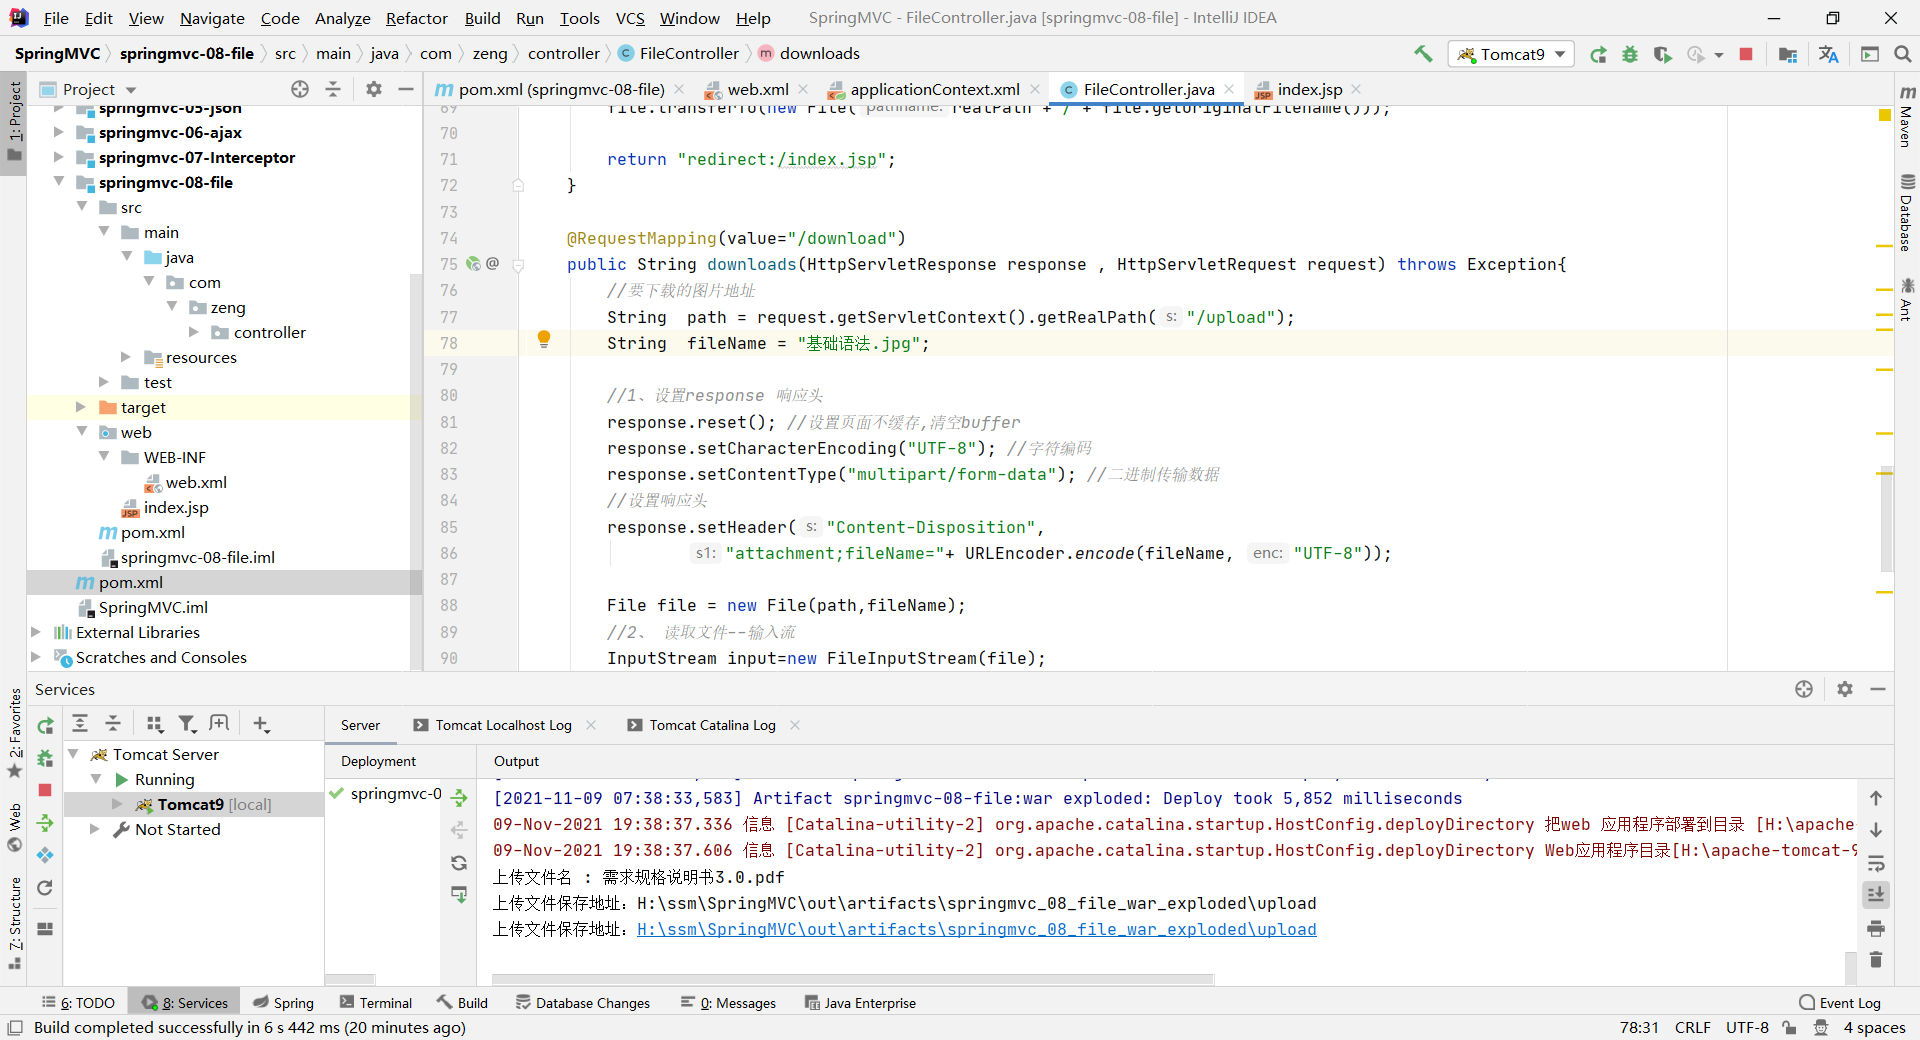 File Edit View Navigate Code Analyze Refactor Build Run Tools VCS Window Help SpringMVC - FileController.java [springmvc-08-file] - IntelliJ IDEA
SpringMVC springmvc-08-file src main java com zeng controller FileController downloads Tomcat9
1: Project
Project
springmvc-05-json
springmvc-06-ajax
springmvc-07-Interceptor
springmvc-08-file
src
main
java
com
zeng
controller
resources
test
target
web
WEB-INF
web.xml
index.jsp
pom.xml
springmvc-08-file.iml
pom.xml
SpringMVC.iml
External Libraries
Scratches and Consoles
pom.xml (springmvc-08-file) web.xml applicationContext.xml FileController.java index.jsp
69 file.transferTo(new File( pathname: realPath +"/"+ file.getOriginalFilename()));
70
71 return "redirect:/index.jsp";
72 }
73
74 @RequestMapping(value="/download")
75 public String downloads(HttpServletResponse response , HttpServletRequest request) throws Exception{
76 //要下载的图片地址
77 String path = request.getServletContext().getRealPath( s: "/upload");
78 String fileName = "基础语法.jpg";
79
80 //1、设置response 响应头
81 response.reset(); //设置页面不缓存,清空buffer
82 response.setCharacterEncoding("UTF-8"); //字符编码
83 response.setContentType("multipart/form-data"); //二进制传输数据
84 //设置响应头
85 response.setHeader( s: "Content-Disposition",
86 s1: "attachment;fileName="+ URLEncoder.encode(fileName, enc: "UTF-8"));
87
88 File file = new File(path,fileName);
89 //2、 读取文件--输入流
90 InputStream input=new FileInputStream(file);
Maven
Database
Ant
2: Favorites
Web
7: Structure
Services
Tomcat Server
Running
Tomcat9 [local]
Not Started
Server Tomcat Localhost Log Tomcat Catalina Log
Deployment Output
springmvc-0
[2021-11-09 07:38:33,583] Artifact springmvc-08-file:war exploded: Deploy took 5,852 milliseconds
09-Nov-2021 19:38:37.336 信息 [Catalina-utility-2] org.apache.catalina.startup.HostConfig.deployDirectory 把web 应用程序部署到目录 [H:\apache-
09-Nov-2021 19:38:37.606 信息 [Catalina-utility-2] org.apache.catalina.startup.HostConfig.deployDirectory Web应用程序目录[H:\apache-tomcat-9
上传文件名 : 需求规格说明书3.0.pdf
上传文件保存地址：H:\ssm\SpringMVC\out\artifacts\springmvc_08_file_war_exploded\upload
上传文件保存地址：H:\ssm\SpringMVC\out\artifacts\springmvc_08_file_war_exploded\upload
6: TODO 8: Services Spring Terminal Build Database Changes 0: Messages Java Enterprise Event Log
Build completed successfully in 6 s 442 ms (20 minutes ago) 78:31 CRLF UTF-8 4 spaces